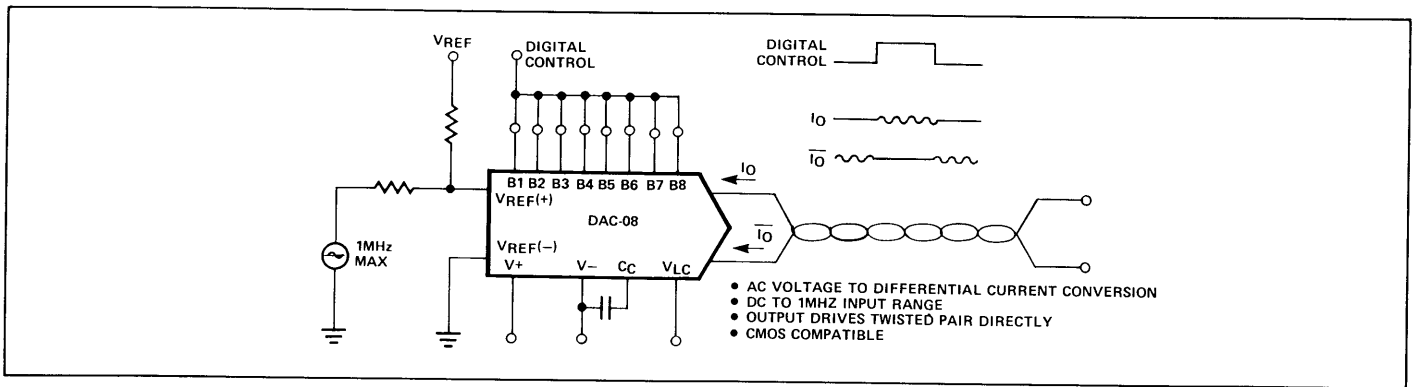 VREF
DIGITAL
CONTROL
DIGITAL
CONTROL
IO
IO
B1 B2 B3 B4 B5 B6 B7 B8
VREF(+)
DAC-08
IO
1MHz
MAX
VREF(−)
V+ V− CC VLC
IO
• AC VOLTAGE TO DIFFERENTIAL CURRENT CONVERSION
• DC TO 1MHZ INPUT RANGE
• OUTPUT DRIVES TWISTED PAIR DIRECTLY
• CMOS COMPATIBLE